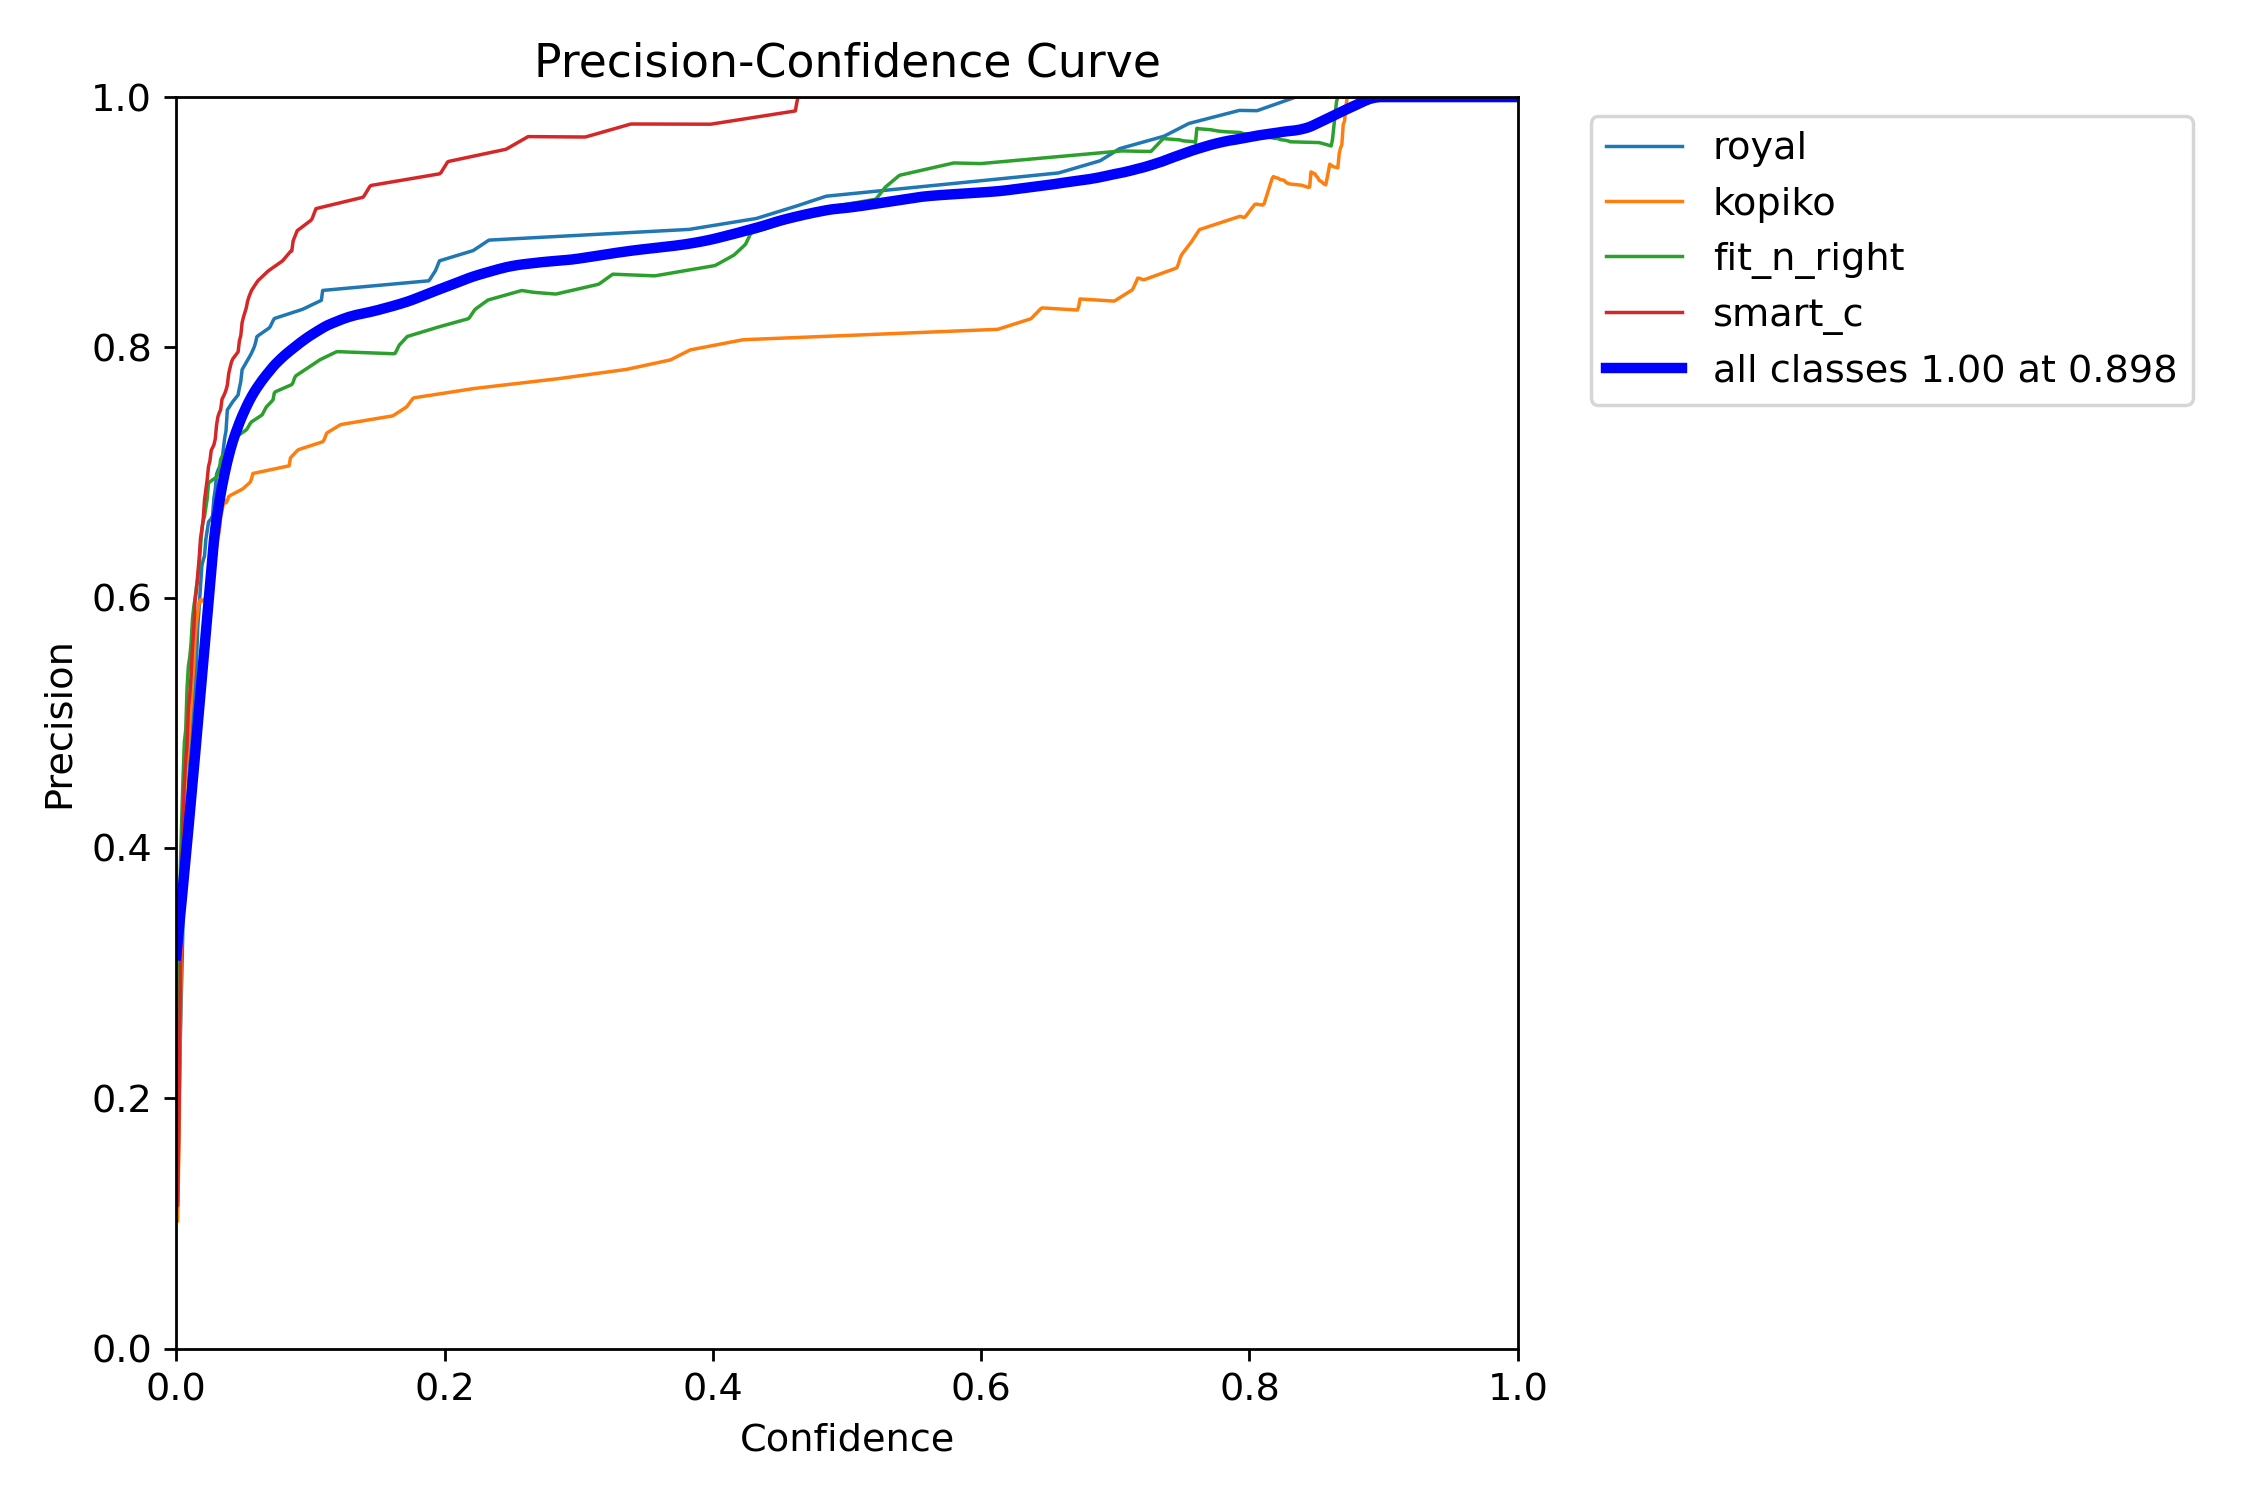 Precision-Confidence Curve
1.0
0.8
0.6
0.4
0.2
0.0
Precision
0.0 0.2 0.4 0.6 0.8 1.0
Confidence
royal
kopiko
fit_n_right
smart_c
all classes 1.00 at 0.898